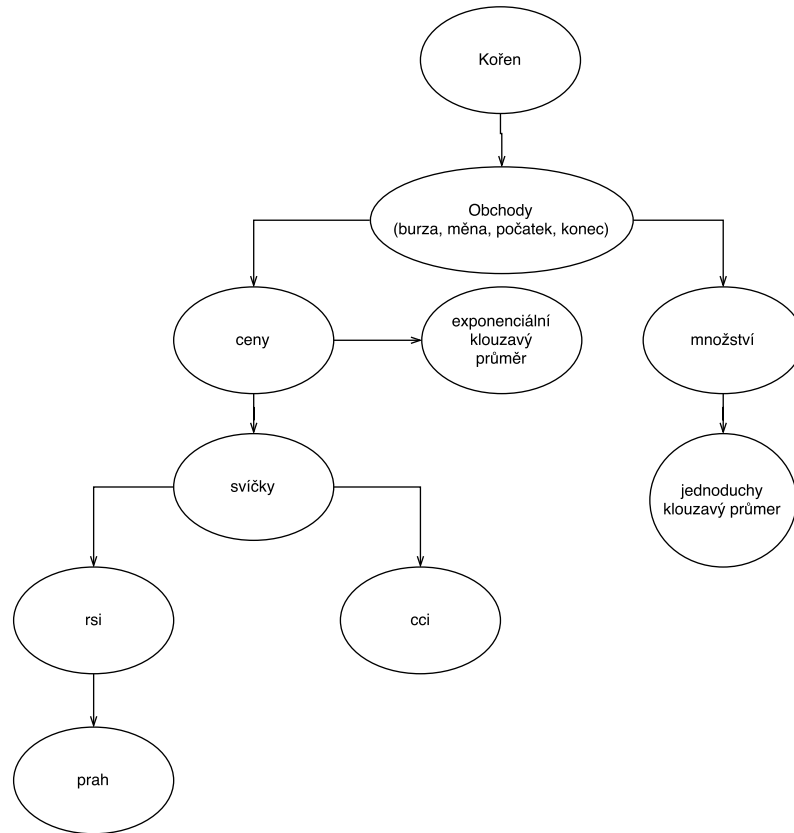 Kořen
Obchody
(burza, měna, počatek, konec)
ceny
exponenciální
klouzavý
průměr
množství
svíčky
jednoduchy
klouzavý průmer
rsi
cci
prah